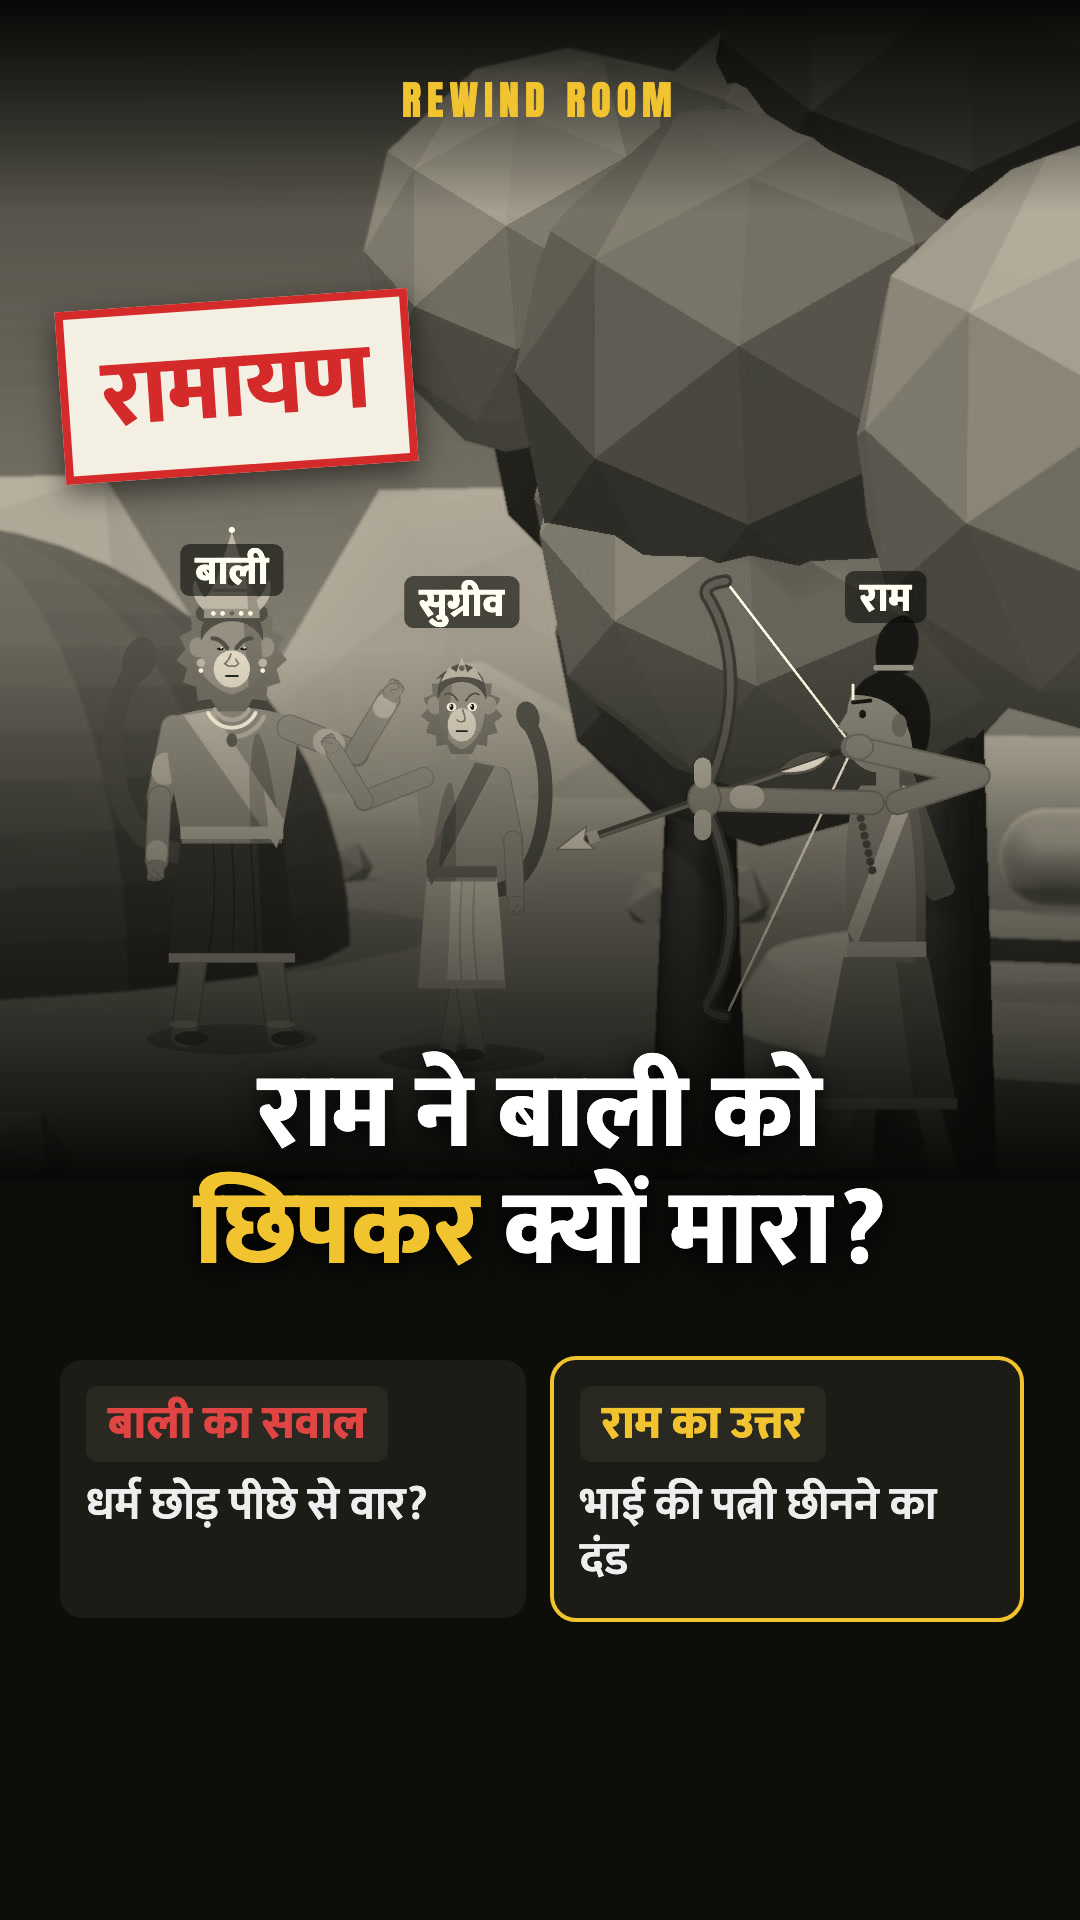 REWIND ROOM
रामायण
बाली
सुग्रीव
राम
राम ने बाली को
छिपकर क्यों मारा?
बाली का सवाल
धर्म छोड़ पीछे से वार?
राम का उत्तर
भाई की पत्नी छीनने का
दंड